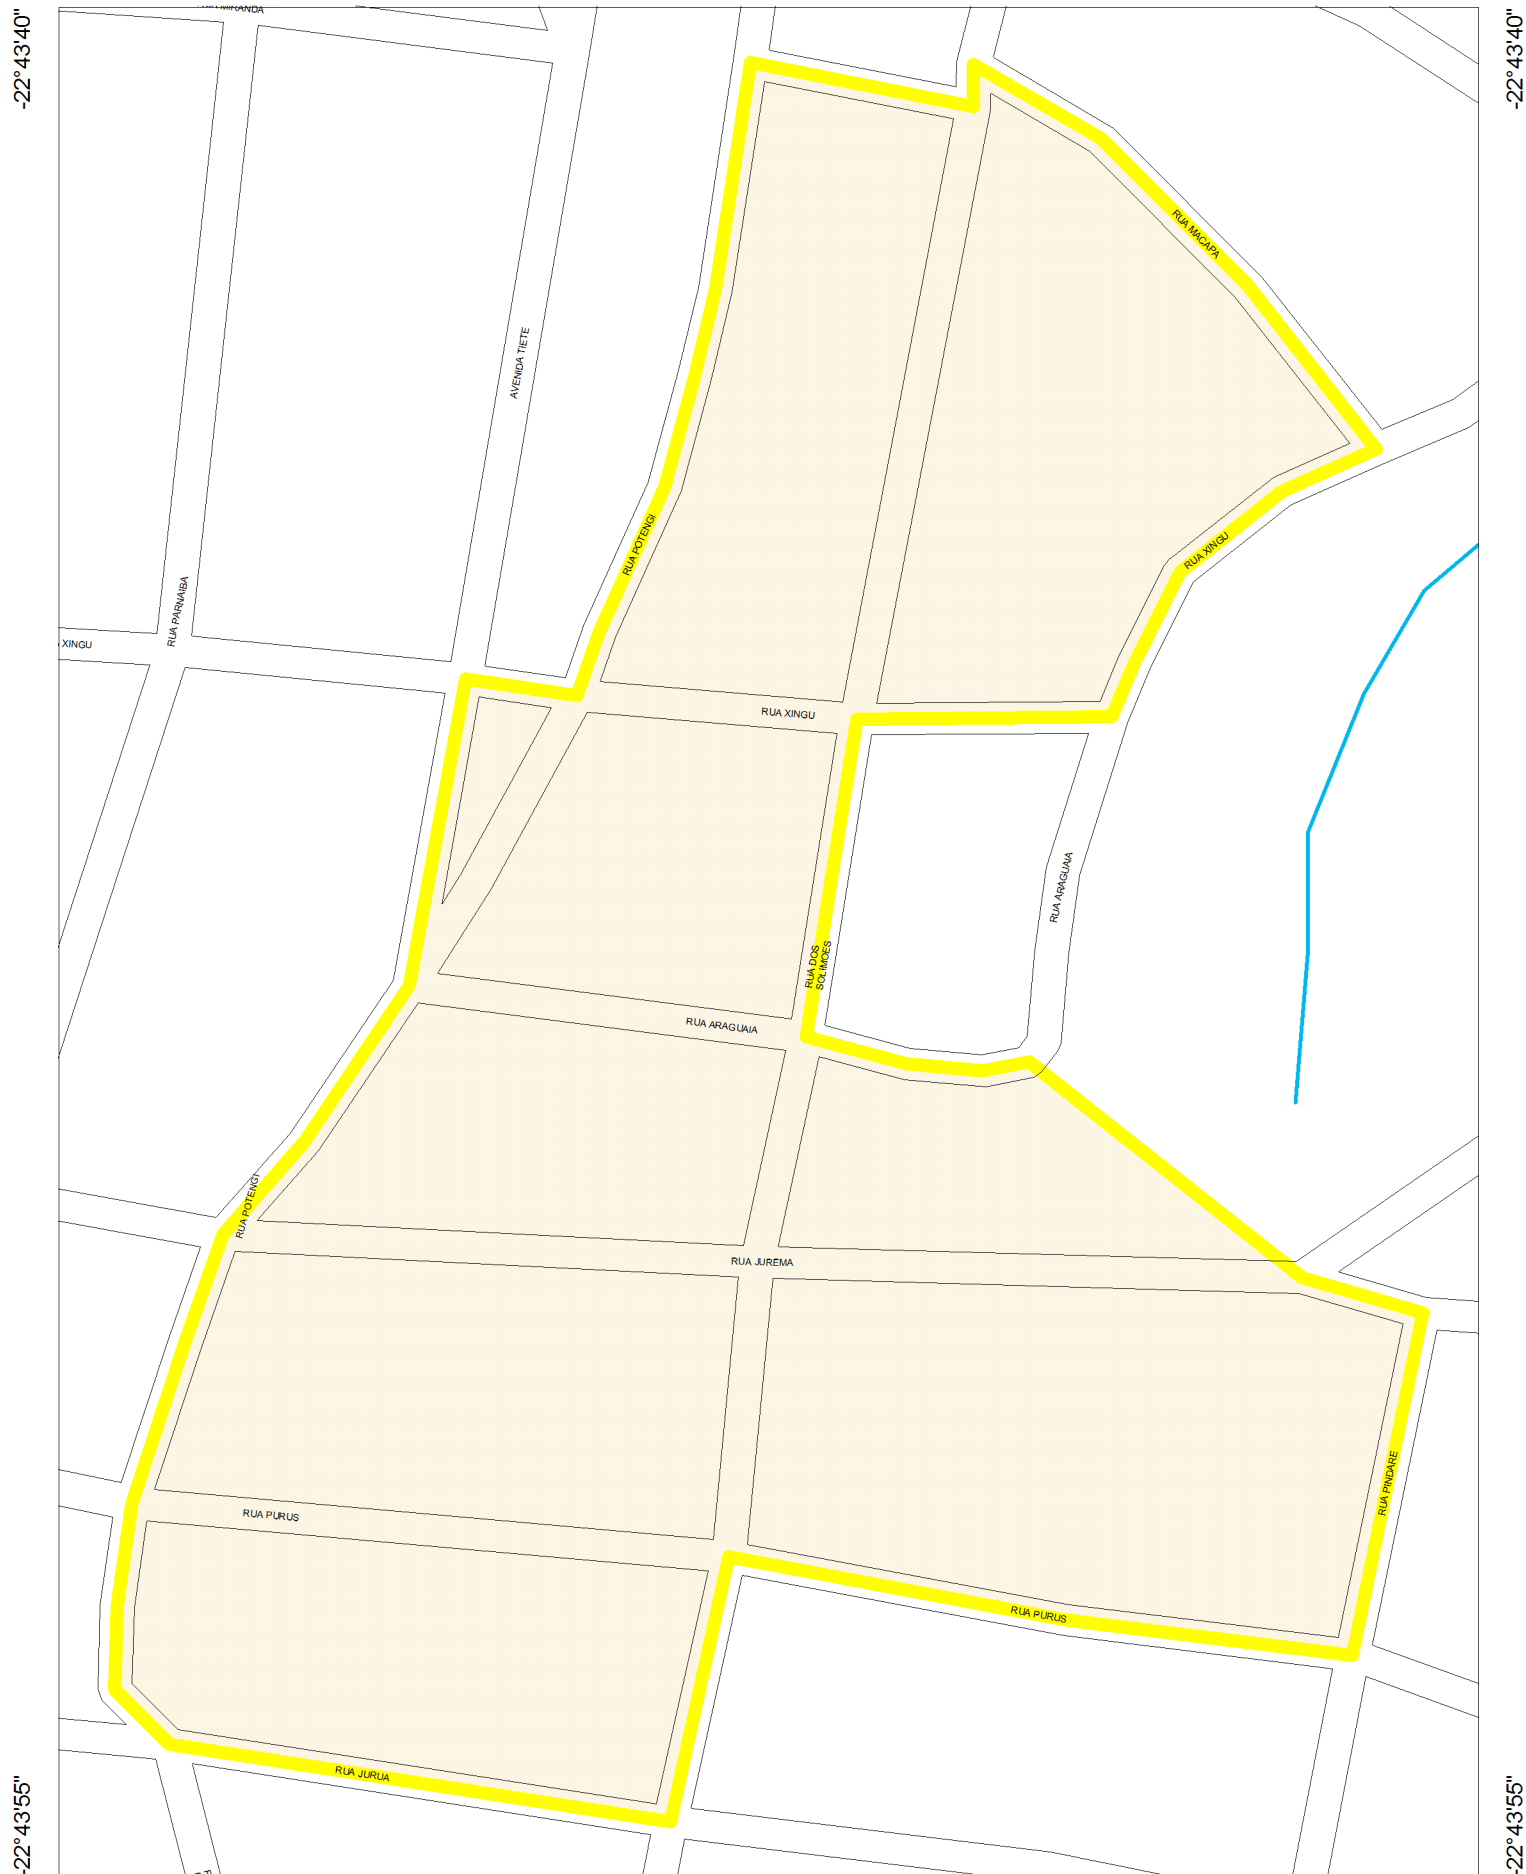 RUA MIRANDA
-22°43'40"
-22°43'40"
RUA MACAPA
AVENIDA TIETE
RUA POTENGI
RUA XINGU
RUA PARNAIBA
XINGU
RUA XINGU
RUA ARAGUAIA
RUA DOS
SOLIMOES
RUA ARAGUAIA
RUA POTENGI
RUA JUREMA
RUA PINDARE
RUA PURUS
RUA PURUS
RUA JURUA
-22°43'55"
-22°43'55"